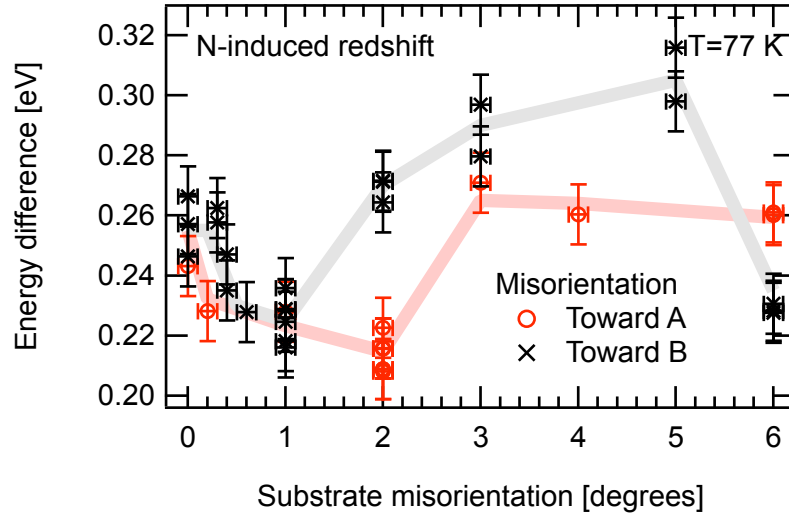 0.32
0.30
0.28
0.26
0.24
0.22
0.20
Energy difference [eV]
N-induced redshift
T=77 K
Misorientation
Toward A
Toward B
0 1 2 3 4 5 6
Substrate misorientation [degrees]